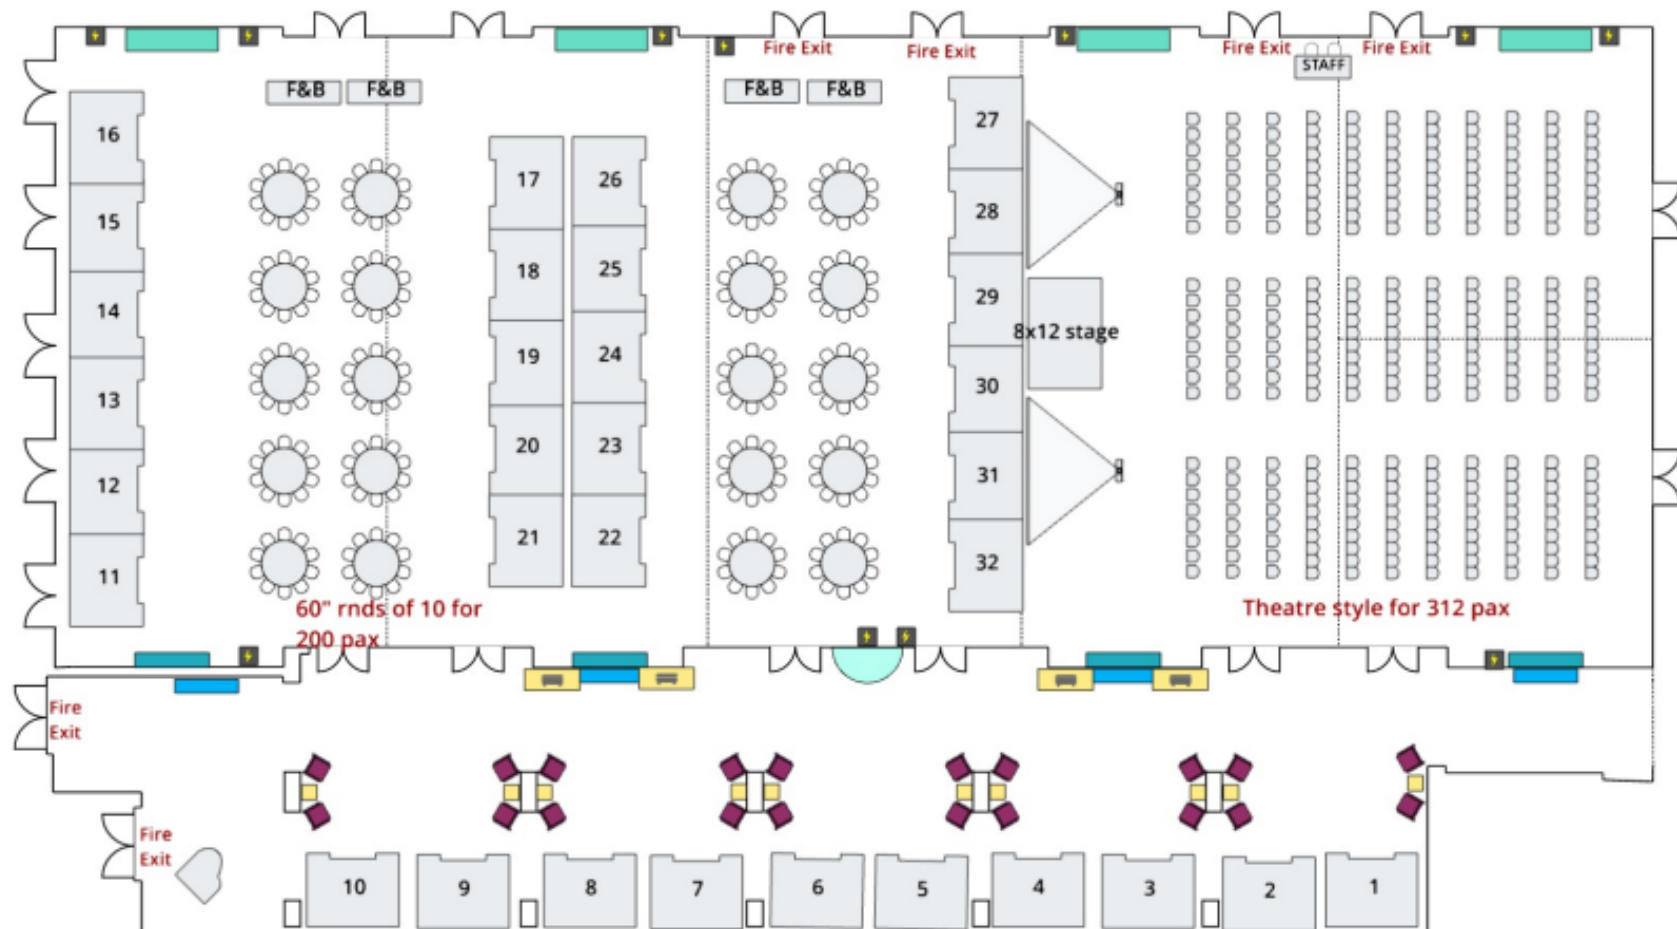 Fire Exit
Fire Exit
Fire Exit
Fire Exit
STAFF
F&B
F&B
F&B
F&B
16
15
14
13
12
11
17
18
19
20
21
26
25
24
23
22
27
28
29
30
31
32
8x12 stage
60" rnds of 10 for
200 pax
Theatre style for 312 pax
Fire
Exit
Fire
Exit
10
9
8
7
6
5
4
3
2
1